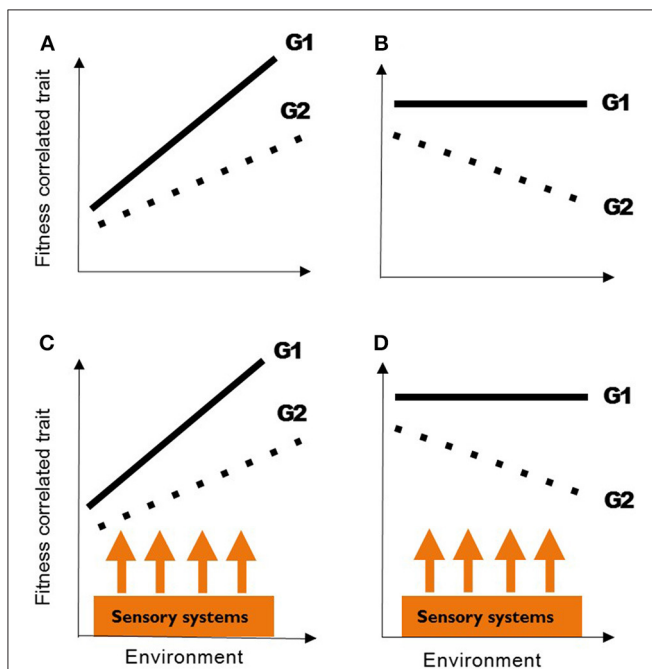 A
G1
G2
Fitness correlated trait
B
G1
G2
C
G1
G2
Fitness correlated trait
Sensory systems
Environment
D
G1
G2
Sensory systems
Environment